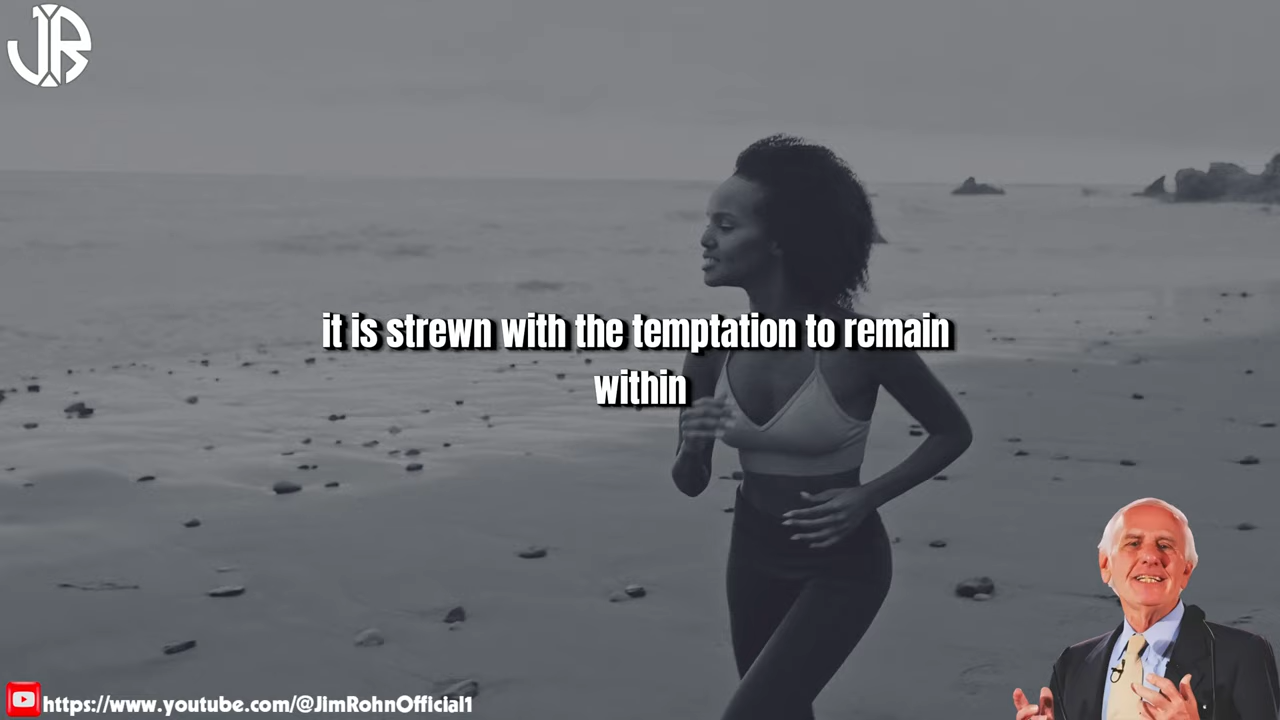 JR
it is strewn with the temptation to remain
within
https://www.youtube.com/@JimRohnOfficial1